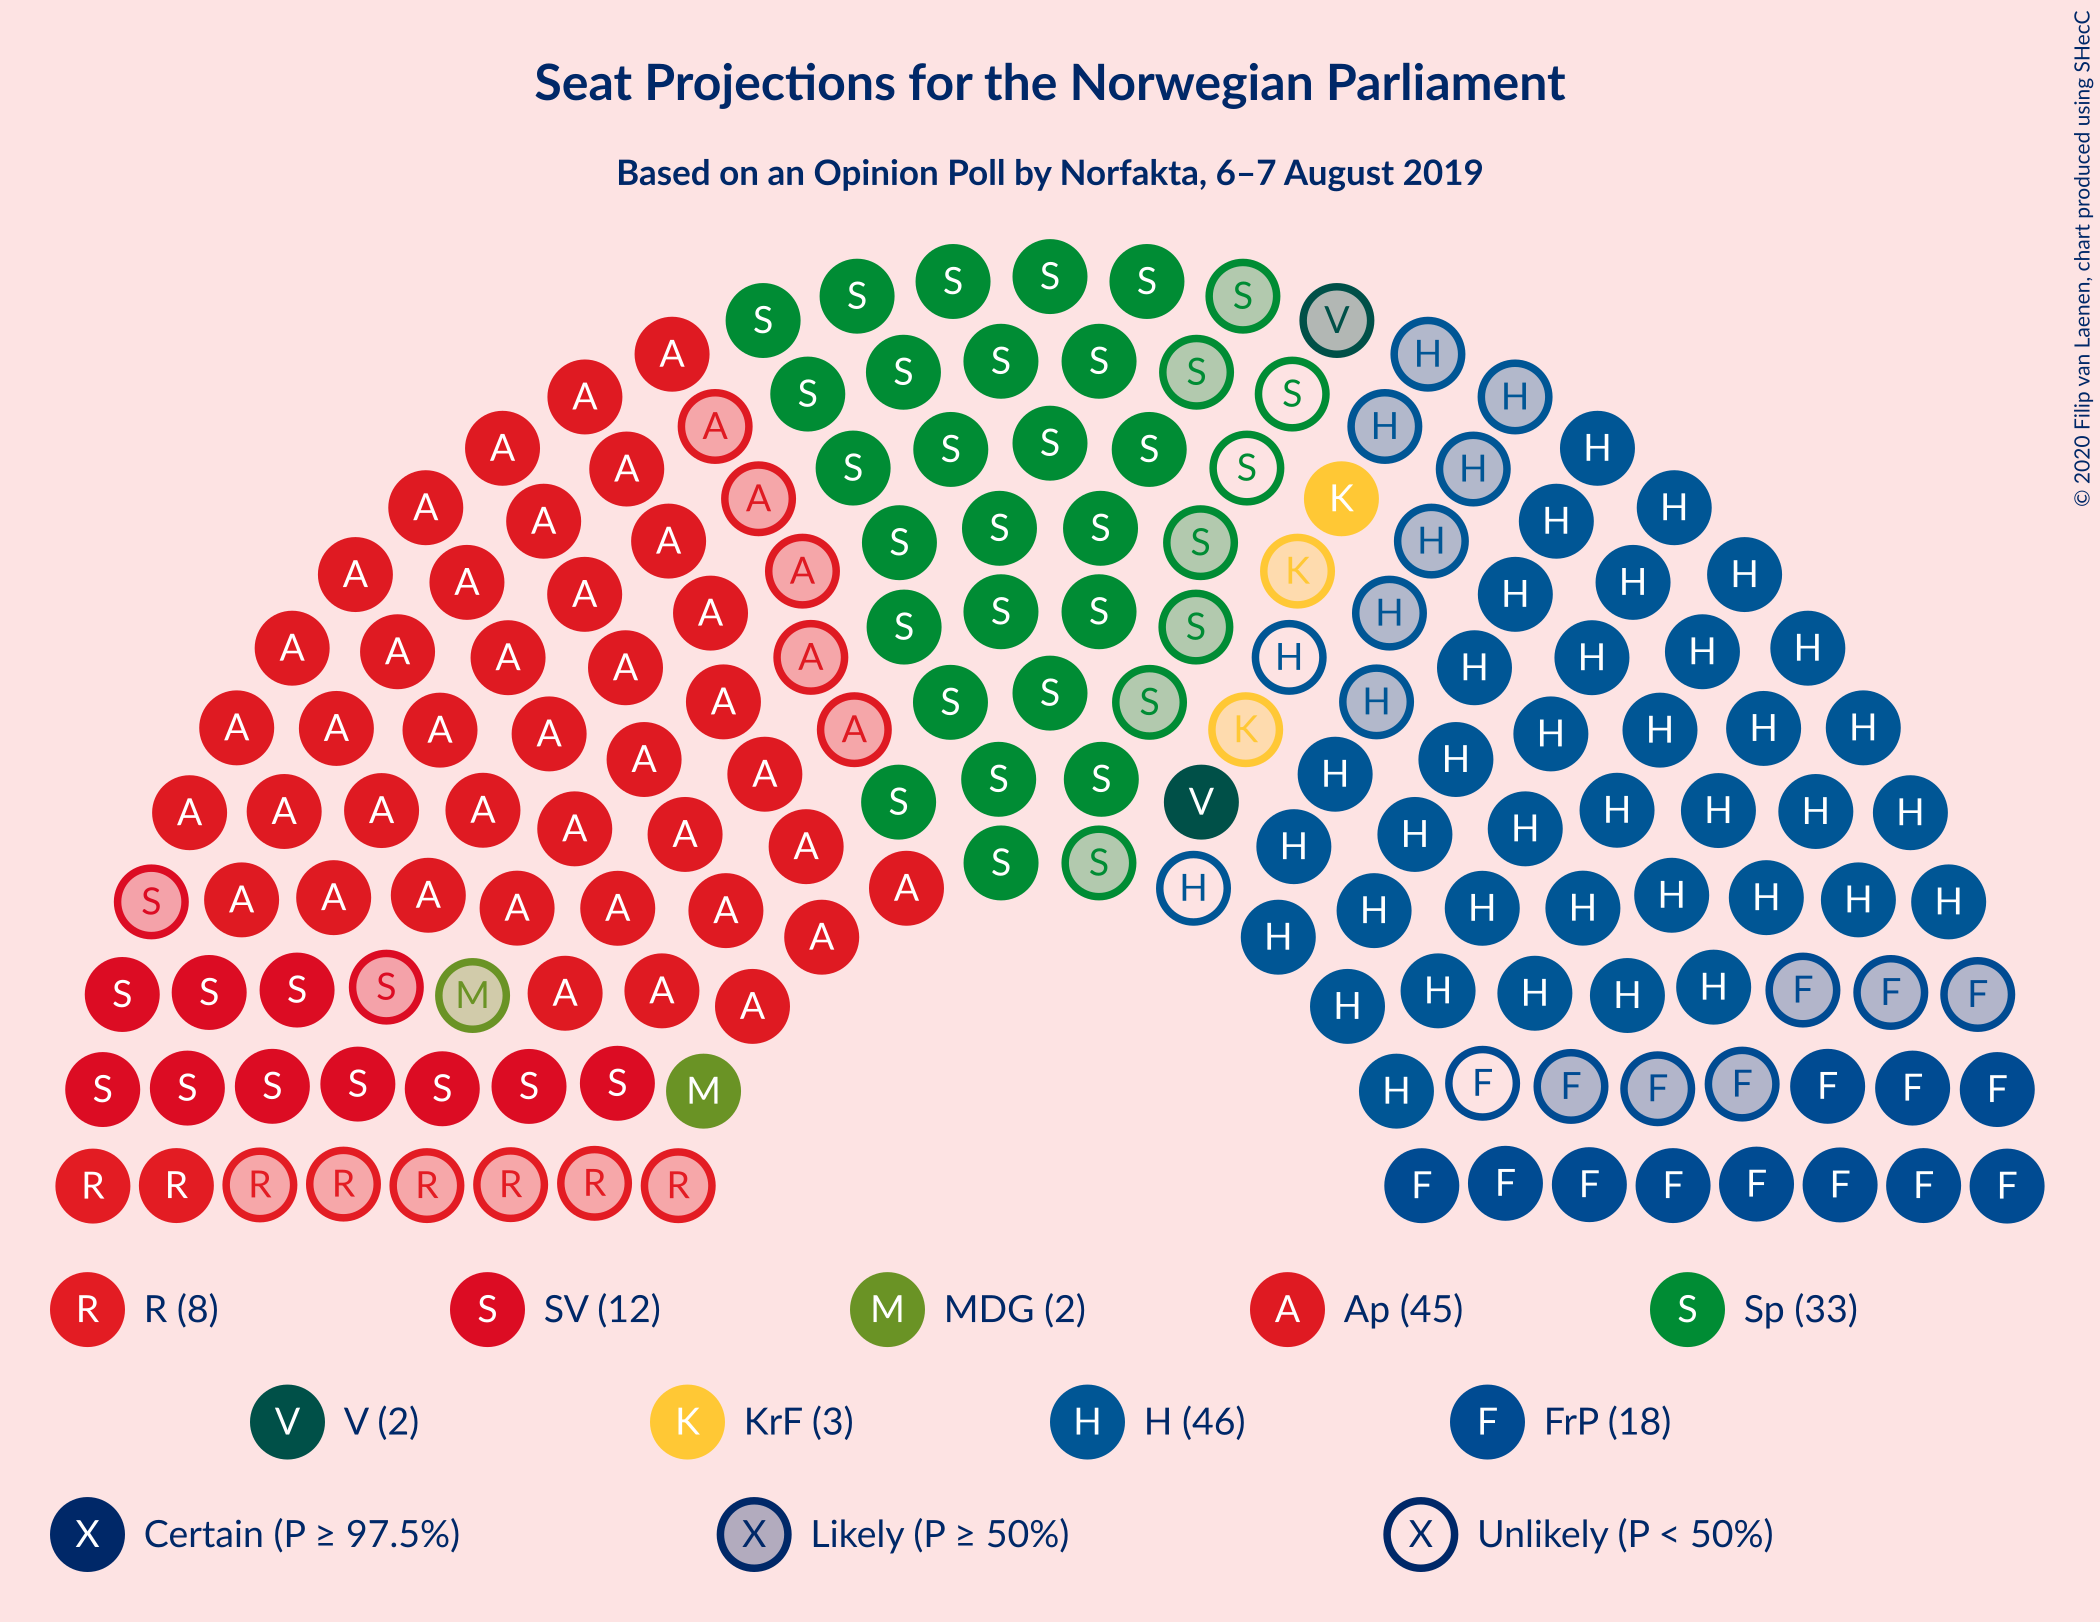 Seat Projections for the Norwegian Parliament
Based on an Opinion Poll by Norfakta, 6–7 August 2019
© 2020 Filip van Laenen, chart produced using SHecC
S S S S S S V
A S S S S S S H H
A A S S S S S K H H H
A A A A S S S S K H H H H
A A A A A S S S S H H H H H
A A A A A A S S S K H H H H H H
A A A A A A A S S S V H H H H H H H
A A A A A A A A S S H H H H H H H H H
S A A A A A A A H H H H H H H H
S S S S M A A A H H H H H F F F
S S S S S S S M H F F F F F F F
R R R R R R R R F F F F F F F F
R R (8) S SV (12) M MDG (2) A Ap (45) S Sp (33)
V V (2) K KrF (3) H H (46) F FrP (18)
X Certain (P ≥ 97.5%) X Likely (P ≥ 50%) X Unlikely (P < 50%)